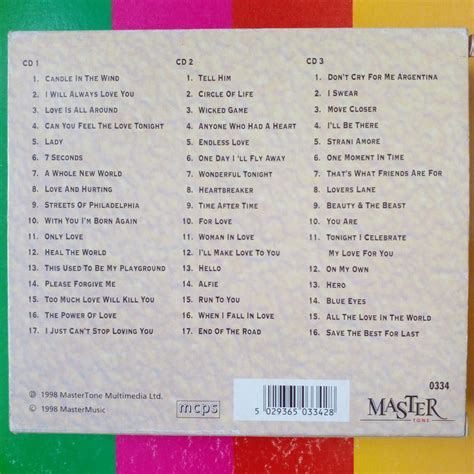 CD 1
1. CANDLE IN THE WIND
2. I WILL ALWAYS LOVE YOU
3. LOVE IS ALL AROUND
4. CAN YOU FEEL THE LOVE TONIGHT
5. LADY
6. 7 SECONDS
7. A WHOLE NEW WORLD
8. LOVE AND HURTING
9. STREETS OF PHILADELPHIA
10. WITH YOU I'M BORN AGAIN
11. ONLY LOVE
12. HEAL THE WORLD
13. THIS USED TO BE MY PLAYGROUND
14. PLEASE FORGIVE ME
15. TOO MUCH LOVE WILL KILL YOU
16. THE POWER OF LOVE
17. I JUST CAN'T STOP LOVING YOU
CD 2
1. TELL HIM
2. CIRCLE OF LIFE
3. WICKED GAME
4. ANYONE WHO HAD A HEART
5. ENDLESS LOVE
6. ONE DAY I'LL FLY AWAY
7. WONDERFUL TONIGHT
8. HEARTBREAKER
9. TIME AFTER TIME
10. FOR LOVE
11. WOMAN IN LOVE
12. I'LL MAKE LOVE TO YOU
13. HELLO
14. ALFIE
15. RUN TO YOU
16. WHEN I FALL IN LOVE
17. END OF THE ROAD
CD 3
1. DON'T CRY FOR ME ARGENTINA
2. I SWEAR
3. MOVE CLOSER
4. I'LL BE THERE
5. STRANI AMORE
6. ONE MOMENT IN TIME
7. THAT'S WHAT FRIENDS ARE FOR
8. LOVERS LANE
9. BEAUTY & THE BEAST
10. YOU ARE
11. TONIGHT I CELEBRATE
MY LOVE FOR YOU
12. ON MY OWN
13. HERO
14. BLUE EYES
15. ALL THE LOVE IN THE WORLD
16. SAVE THE BEST FOR LAST
℗ 1998 MasterTone Multimedia Ltd.
© 1998 MasterMusic
mcps
5 029365 033428
0334
MASTER
TONE